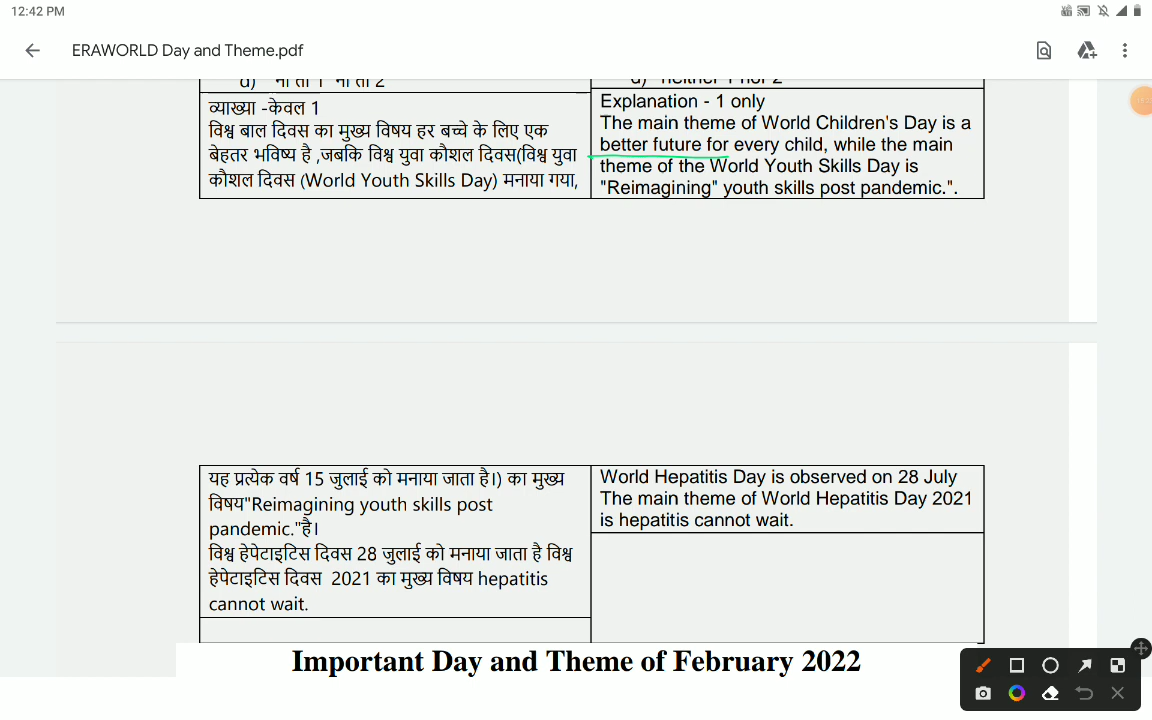 12:42 PM
ERAWORLD Day and Theme.pdf
व्याख्या -केवल 1
विश्व बाल दिवस का मुख्य विषय हर बच्चे के लिए एक
बेहतर भविष्य है ,जबकि विश्व युवा कौशल दिवस(विश्व युवा
कौशल दिवस (World Youth Skills Day) मनाया गया,
d) neither 1 nor 2
Explanation - 1 only
The main theme of World Children's Day is a
better future for every child, while the main
theme of the World Youth Skills Day is
"Reimagining" youth skills post pandemic.".
यह प्रत्येक वर्ष 15 जुलाई को मनाया जाता है।) का मुख्य
विषय"Reimagining youth skills post
pandemic."है।
विश्व हेपेटाइटिस दिवस 28 जुलाई को मनाया जाता है विश्व
हेपेटाइटिस दिवस 2021 का मुख्य विषय hepatitis
cannot wait.
World Hepatitis Day is observed on 28 July
The main theme of World Hepatitis Day 2021
is hepatitis cannot wait.
Important Day and Theme of February 2022